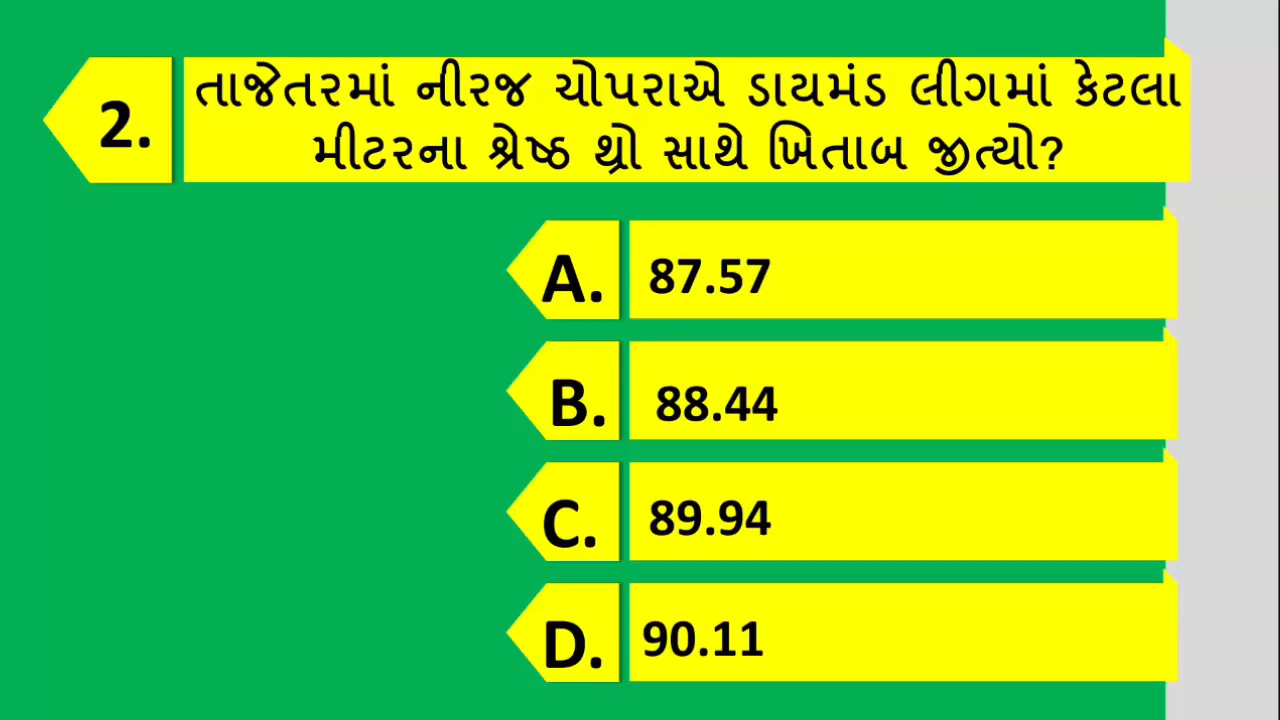 2. તાજેતરમાં નીરજ ચોપરાએ ડાયમંડ લીગમાં કેટલા
મીટરના શ્રેષ્ઠ થ્રો સાથે ખિતાબ જીત્યો?
A. 87.57
B. 88.44
C. 89.94
D. 90.11